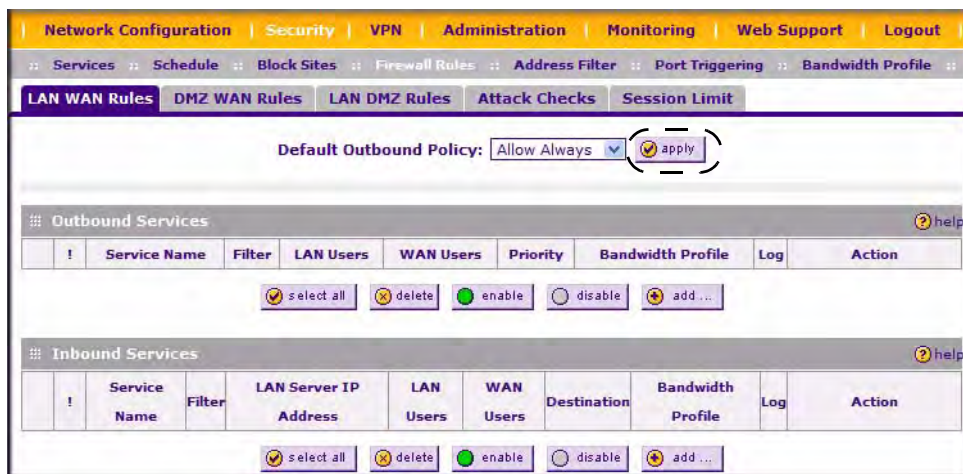 Network Configuration | Security | VPN | Administration | Monitoring | Web Support | Logout
:: Services :: Schedule :: Block Sites :: Firewall Rules :: Address Filter :: Port Triggering :: Bandwidth Profile ::
LAN WAN Rules DMZ WAN Rules LAN DMZ Rules Attack Checks Session Limit
Default Outbound Policy: Allow Always apply
Outbound Services ? help
! Service Name Filter LAN Users WAN Users Priority Bandwidth Profile Log Action
select all delete enable disable add ...
Inbound Services ? help
! Service Name Filter LAN Server IP Address LAN Users WAN Users Destination Bandwidth Profile Log Action
select all delete enable disable add ...